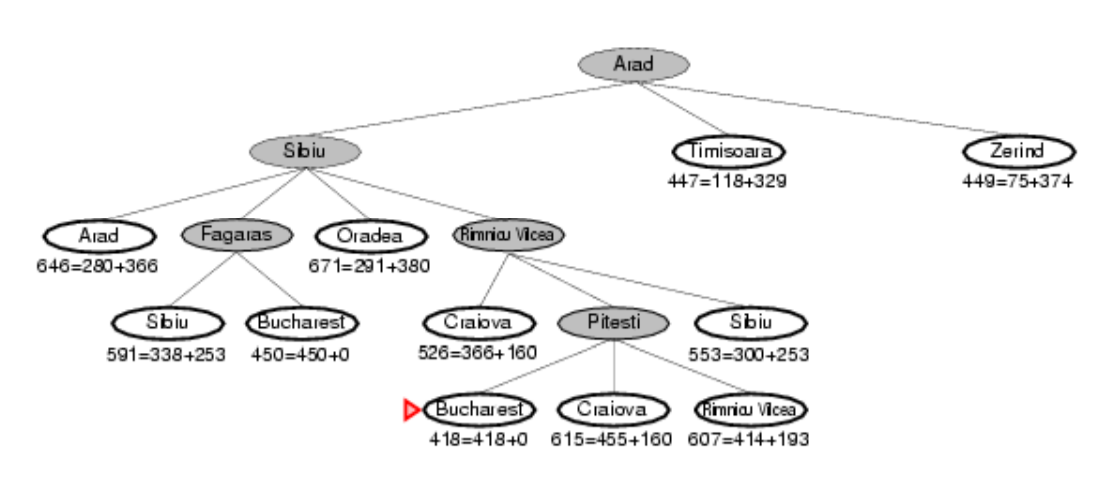 Arad
Sibiu
Timisoara
Zerind
447=118+329
449=75+374
Arad
Fagaras
Oradea
Rimnicu Vilcea
646=280+366
671=291+380
Sibiu
Bucharest
Craiova
Pitesti
Sibiu
591=338+253
450=450+0
526=366+160
553=300+253
Bucharest
Craiova
Rimnicu Vilcea
418=418+0
615=455+160
607=414+193